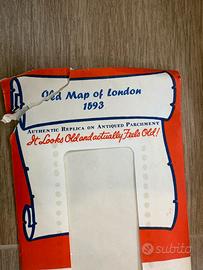 Old Map of London
1593
AUTHENTIC REPLICA ON ANTIQUED PARCHMENT
It Looks Old and actually Feels Old!
subito